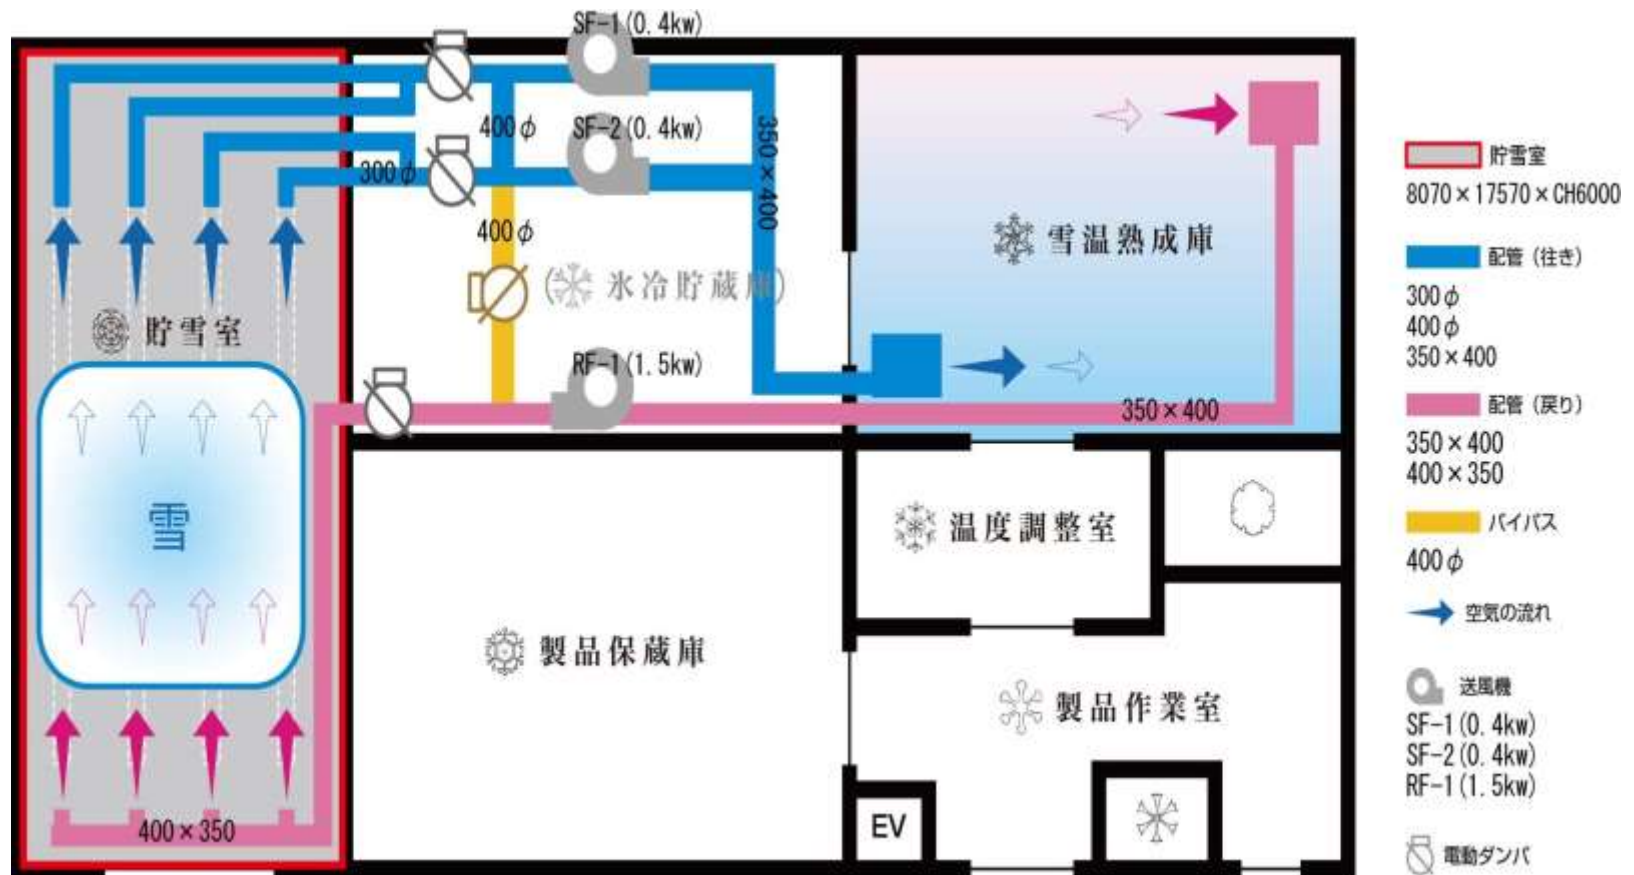 SF-1(0.4kw)
400φ
SF-2(0.4kw)
300φ
350×400
400φ
雪温熟成庫
(氷冷貯蔵庫)
貯雪室
RF-1(1.5kw)
350×400
雪
温度調整室
製品保蔵庫
製品作業室
400×350
EV
貯雪室
8070×17570×CH6000
配管（往き）
300φ
400φ
350×400
配管（戻り）
350×400
400×350
バイパス
400φ
空気の流れ
送風機
SF-1(0.4kw)
SF-2(0.4kw)
RF-1(1.5kw)
電動ダンパ